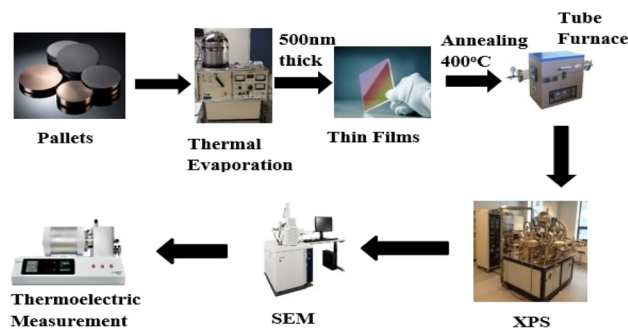 Pallets
Thermal
Evaporation
500nm
thick
Thin Films
Annealing
400°C
Tube
Furnace
XPS
SEM
Thermoelectric
Measurement